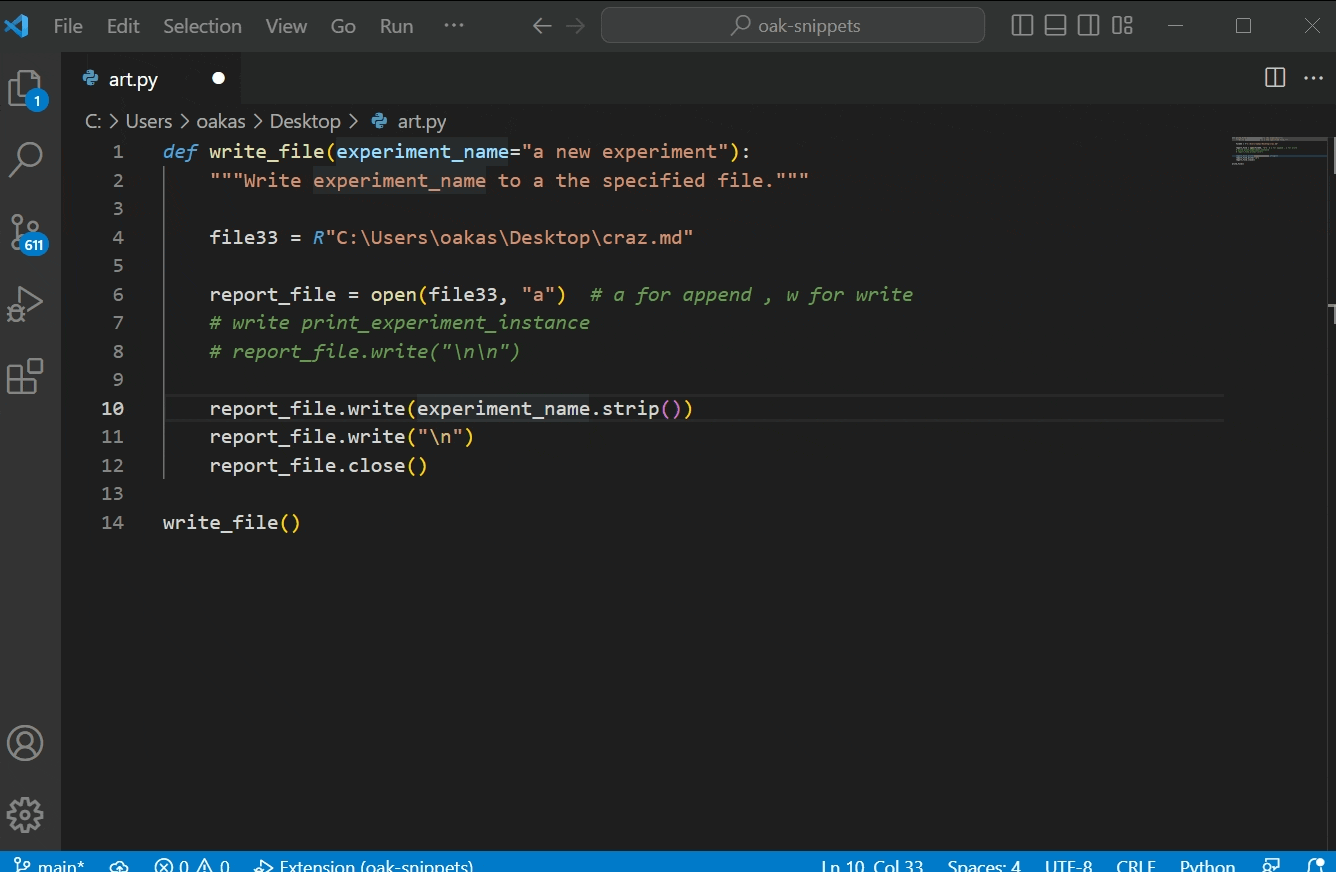 File Edit Selection View Go Run ··· oak-snippets
art.py
1
C: > Users > oakas > Desktop > art.py
1 def write_file(experiment_name="a new experiment"):
2 """Write experiment_name to a the specified file."""
3
4 file33 = R"C:\Users\oakas\Desktop\craz.md"
5
6 report_file = open(file33, "a")  # a for append , w for write
7 # write print_experiment_instance
8 # report_file.write("\n\n")
9
10 report_file.write(experiment_name.strip())
11 report_file.write("\n")
12 report_file.close()
13
14 write_file()
611
main* 0 0 Extension (oak-snippets) Ln 10, Col 33 Spaces: 4 UTF-8 CRLF Python